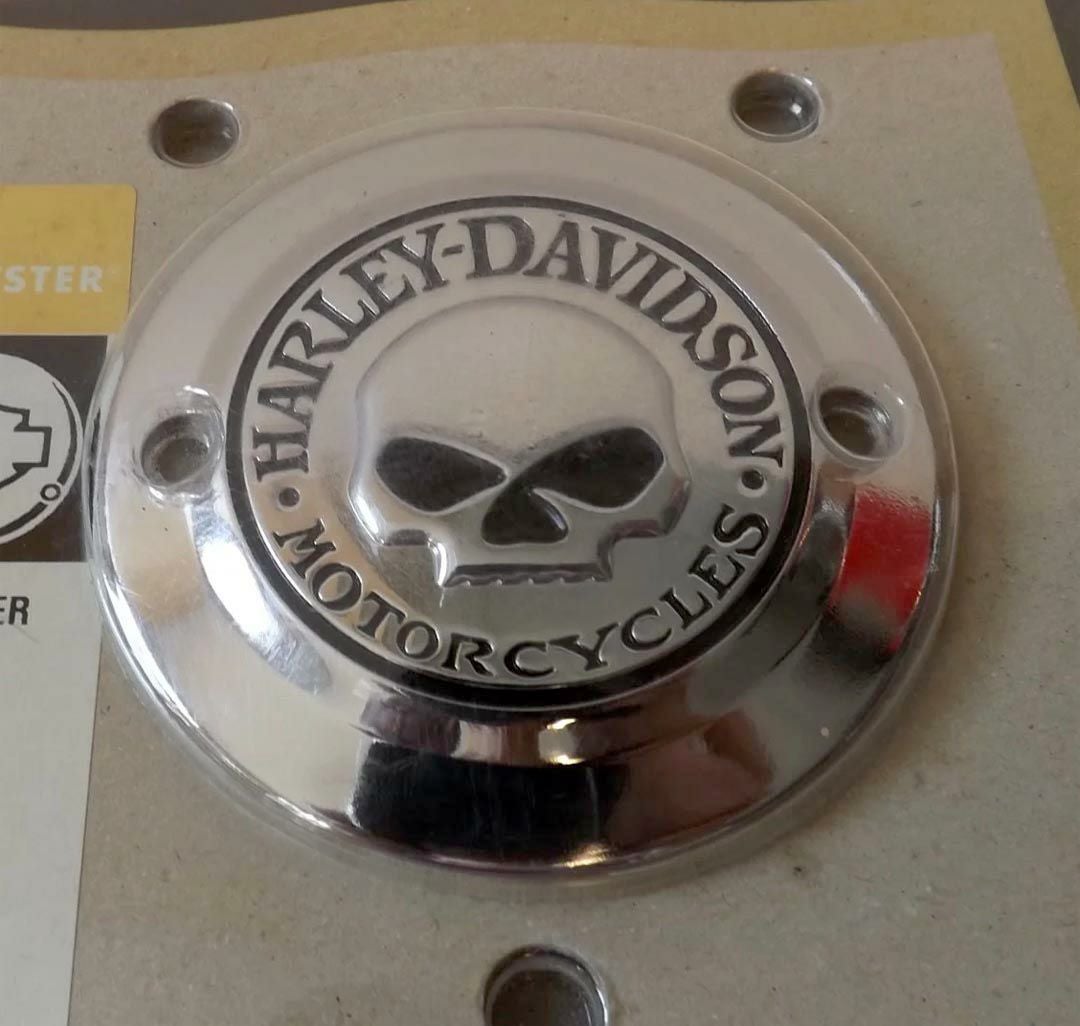 HARLEY-DAVIDSON
• MOTORCYCLES •
STER
ER